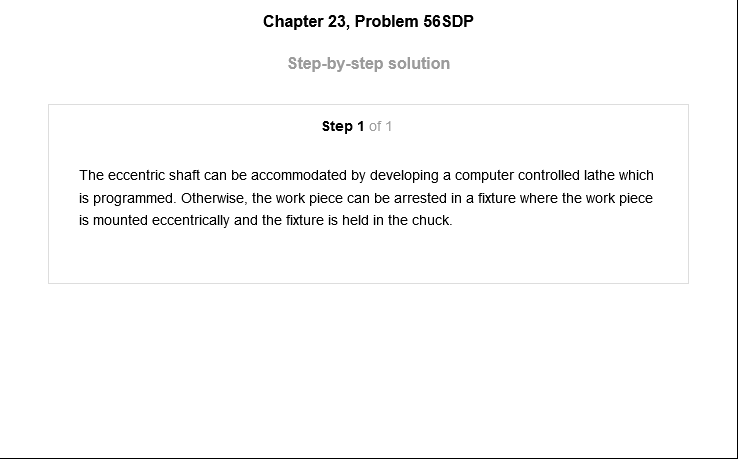 Chapter 23, Problem 56SDP
Step-by-step solution
Step 1 of 1
The eccentric shaft can be accommodated by developing a computer controlled lathe which
is programmed. Otherwise, the work piece can be arrested in a fixture where the work piece
is mounted eccentrically and the fixture is held in the chuck.